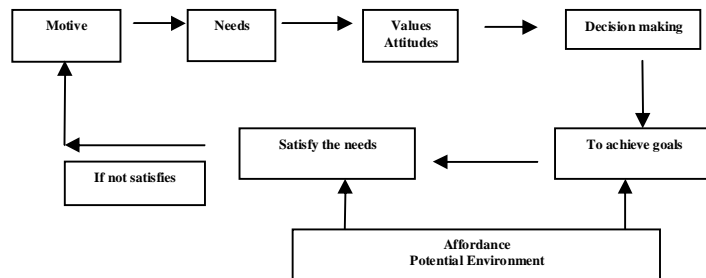 Motive
Needs
Values
Attitudes
Decision making
Satisfy the needs
To achieve goals
If not satisfies
Affordance
Potential Environment